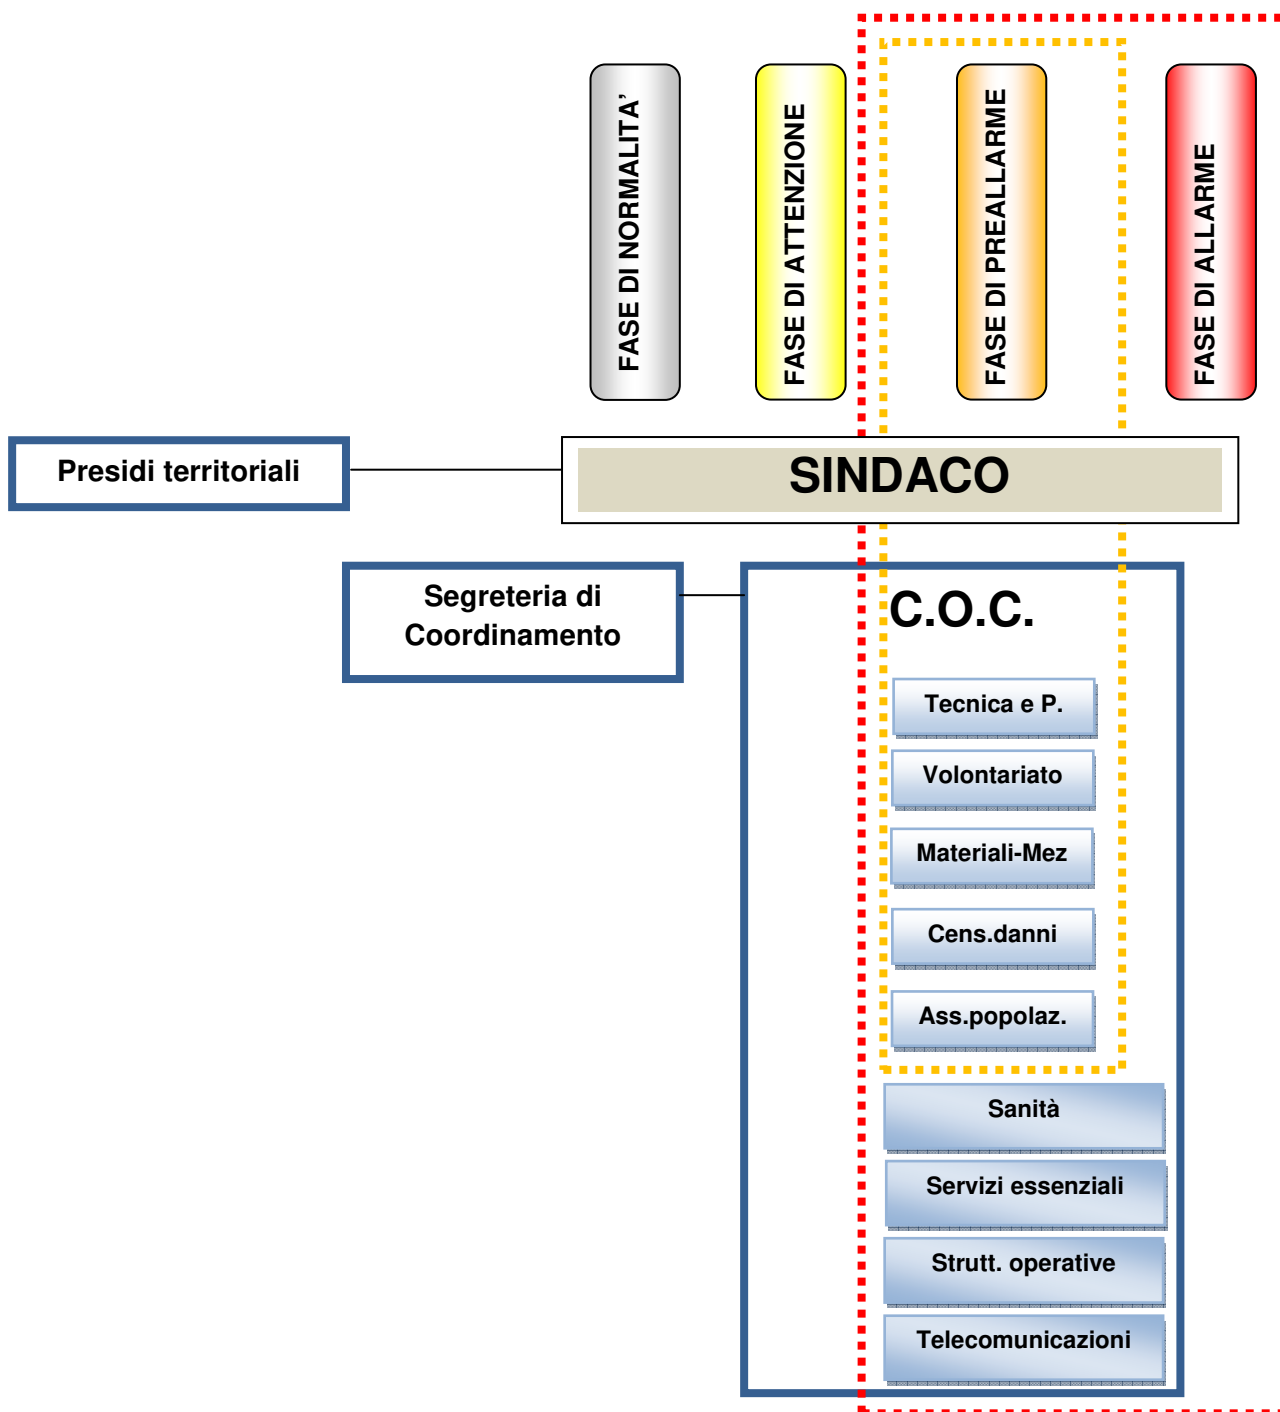 FASE DI NORMALITA’
FASE DI ATTENZIONE
FASE DI PREALLARME
FASE DI ALLARME
Presidi territoriali
SINDACO
Segreteria di
Coordinamento
C.O.C.
Tecnica e P.
Volontariato
Materiali-Mez
Cens.danni
Ass.popolaz.
Sanità
Servizi essenziali
Strutt. operative
Telecomunicazioni